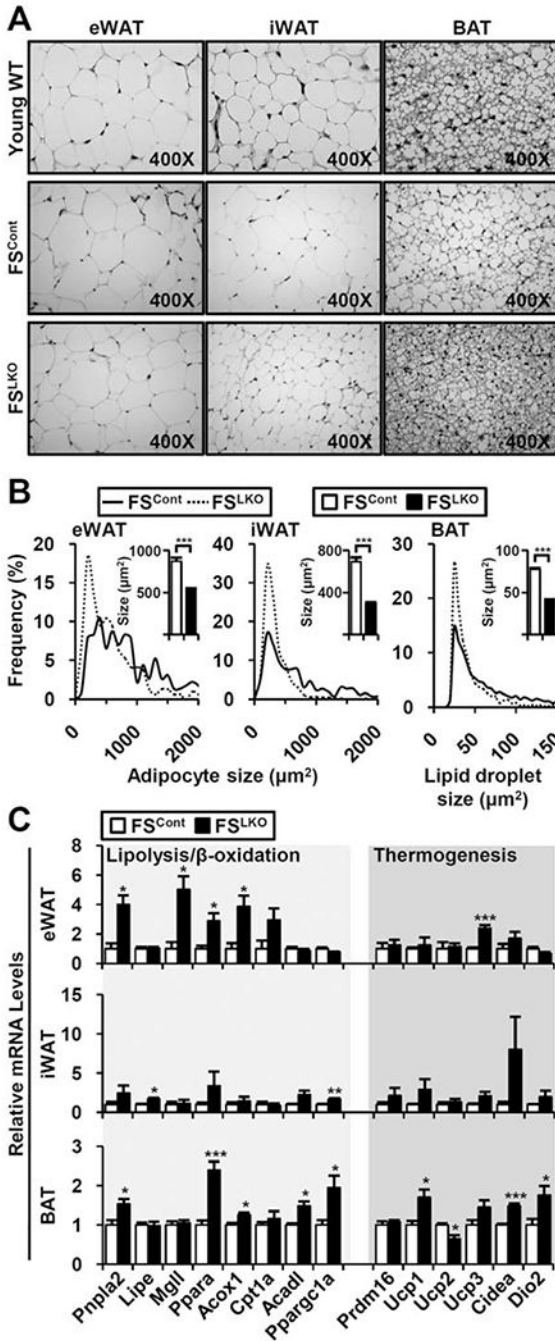 A
eWAT iWAT BAT
Young WT 400X 400X 400X
FSCont 400X 400X 400X
FSLKO 400X 400X 400X
B
FSCont FSLKO FSCont FSLKO
eWAT iWAT BAT
Frequency (%)
20
15
10
5
0
0 1000 2000
Size (µm²)
1000
500
***
40
30
20
10
0
0 1000 2000
Size (µm²)
800
400
0
***
30
20
10
0
0 50 100 150
Size (µm²)
100
50
0
***
Adipocyte size (µm²)
Lipid droplet
size (µm²)
C
FSCont FSLKO
Lipolysis/β-oxidation Thermogenesis
Relative mRNA Levels
eWAT
8
6
4
2
0
* * * * ***
iWAT
15
10
5
0
* **
BAT
3
2
1
0
* *** * * * * * *** *
Pnpla2 Lipe Mgll Ppara Acox1 Cpt1a Acadl Ppargc1a Prdm16 Ucp1 Ucp2 Ucp3 Cidea Dio2